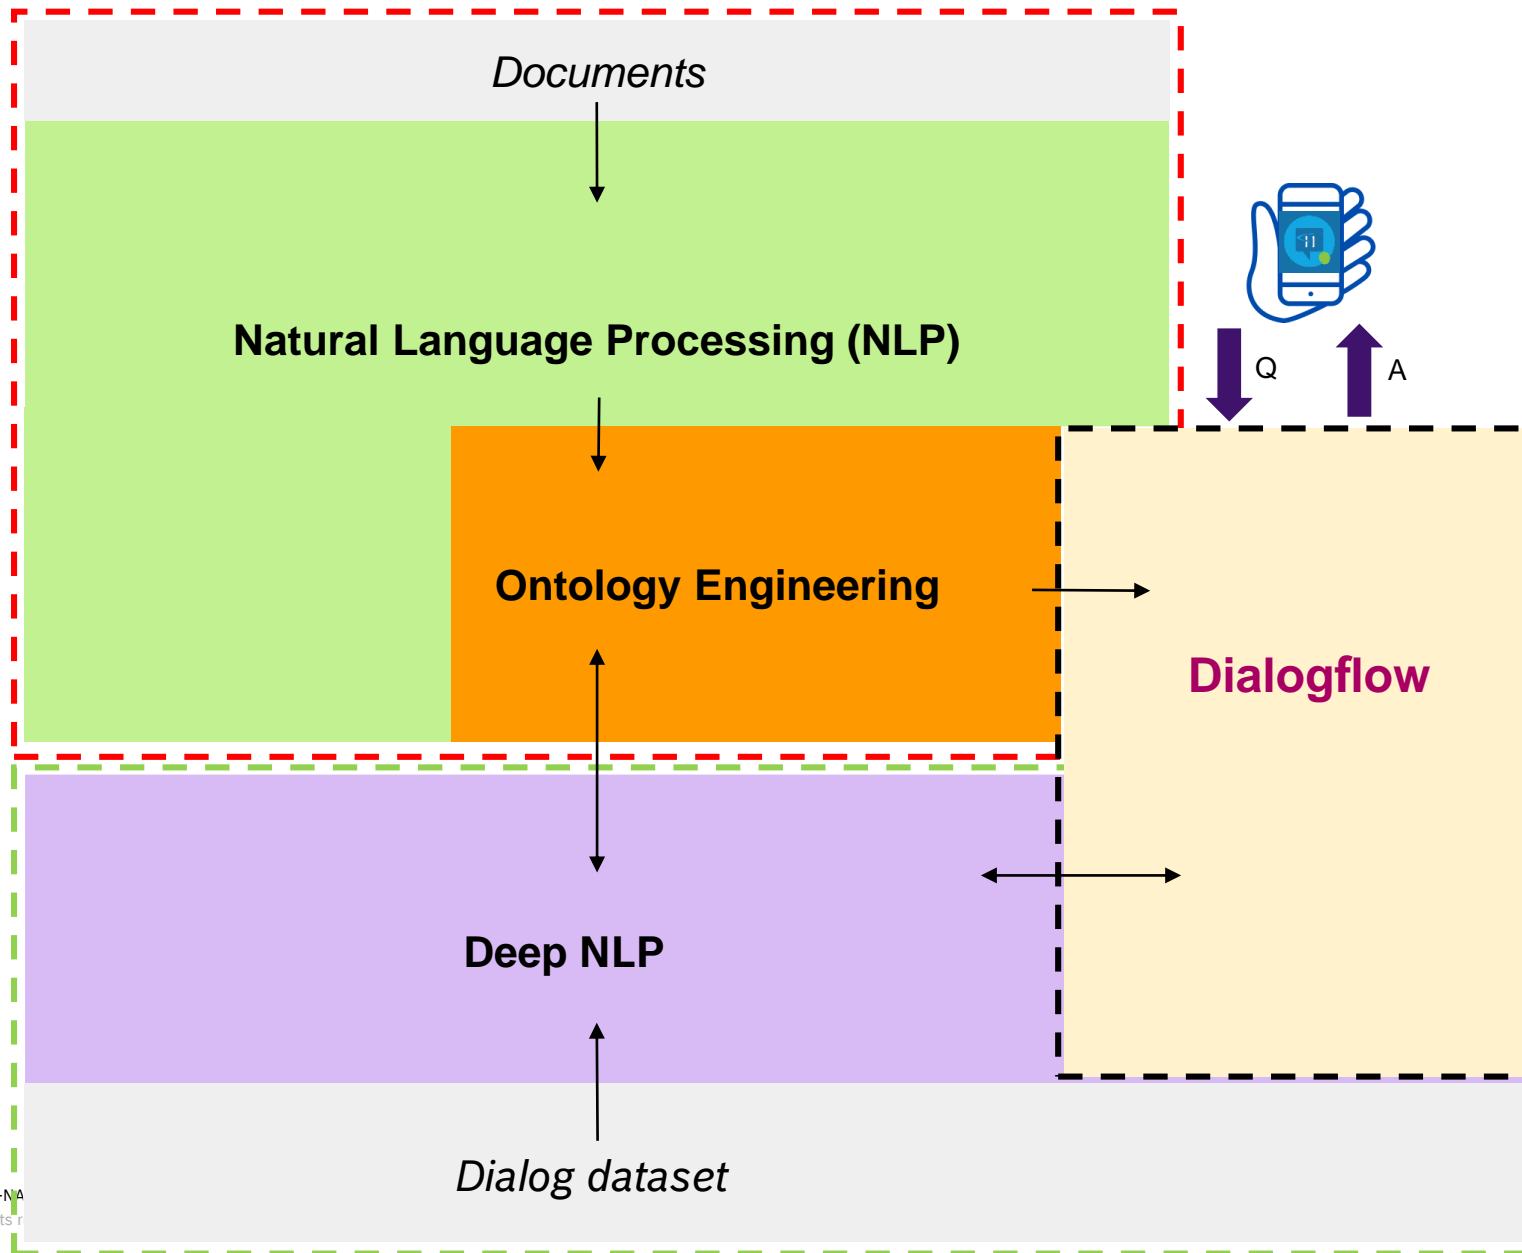 Documents
Natural Language Processing (NLP)
Q
A
Ontology Engineering
Dialogflow
Deep NLP
Dialog dataset